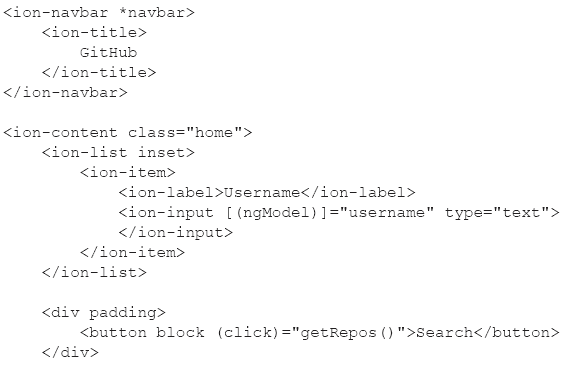 <ion-navbar *navbar>
    <ion-title>
        GitHub
    </ion-title>
</ion-navbar>

<ion-content class="home">
    <ion-list inset>
        <ion-item>
            <ion-label>Username</ion-label>
            <ion-input [(ngModel)]="username" type="text">
            </ion-input>
        </ion-item>
    </ion-list>

    <div padding>
        <button block (click)="getRepos()">Search</button>
    </div>